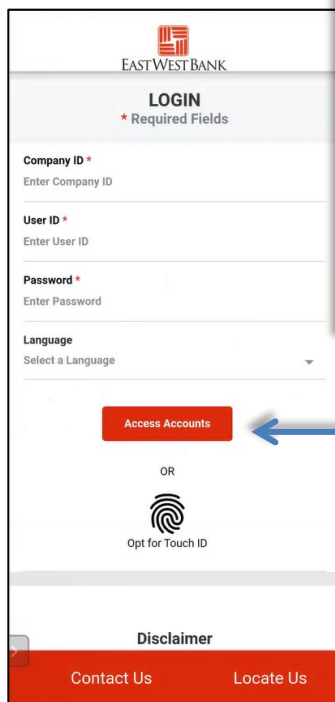 EASTWESTBANK
LOGIN
* Required Fields
Company ID *
Enter Company ID
User ID *
Enter User ID
Password *
Enter Password
Language
Select a Language
Access Accounts
OR
Opt for Touch ID
Disclaimer
Contact Us Locate Us